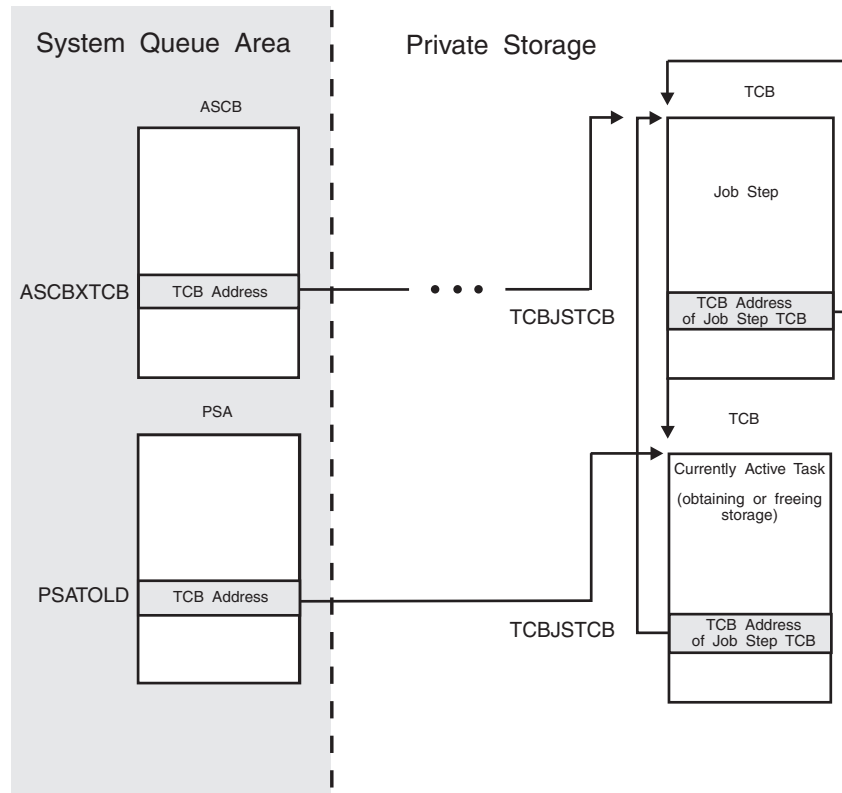 System Queue Area
Private Storage
ASCB
TCB
Job Step
ASCBXTCB
TCB Address
TCBJSTCB
TCB Address
of Job Step TCB
PSA
TCB
Currently Active Task
(obtaining or freeing
storage)
PSATOLD
TCB Address
TCBJSTCB
TCB Address
of Job Step TCB